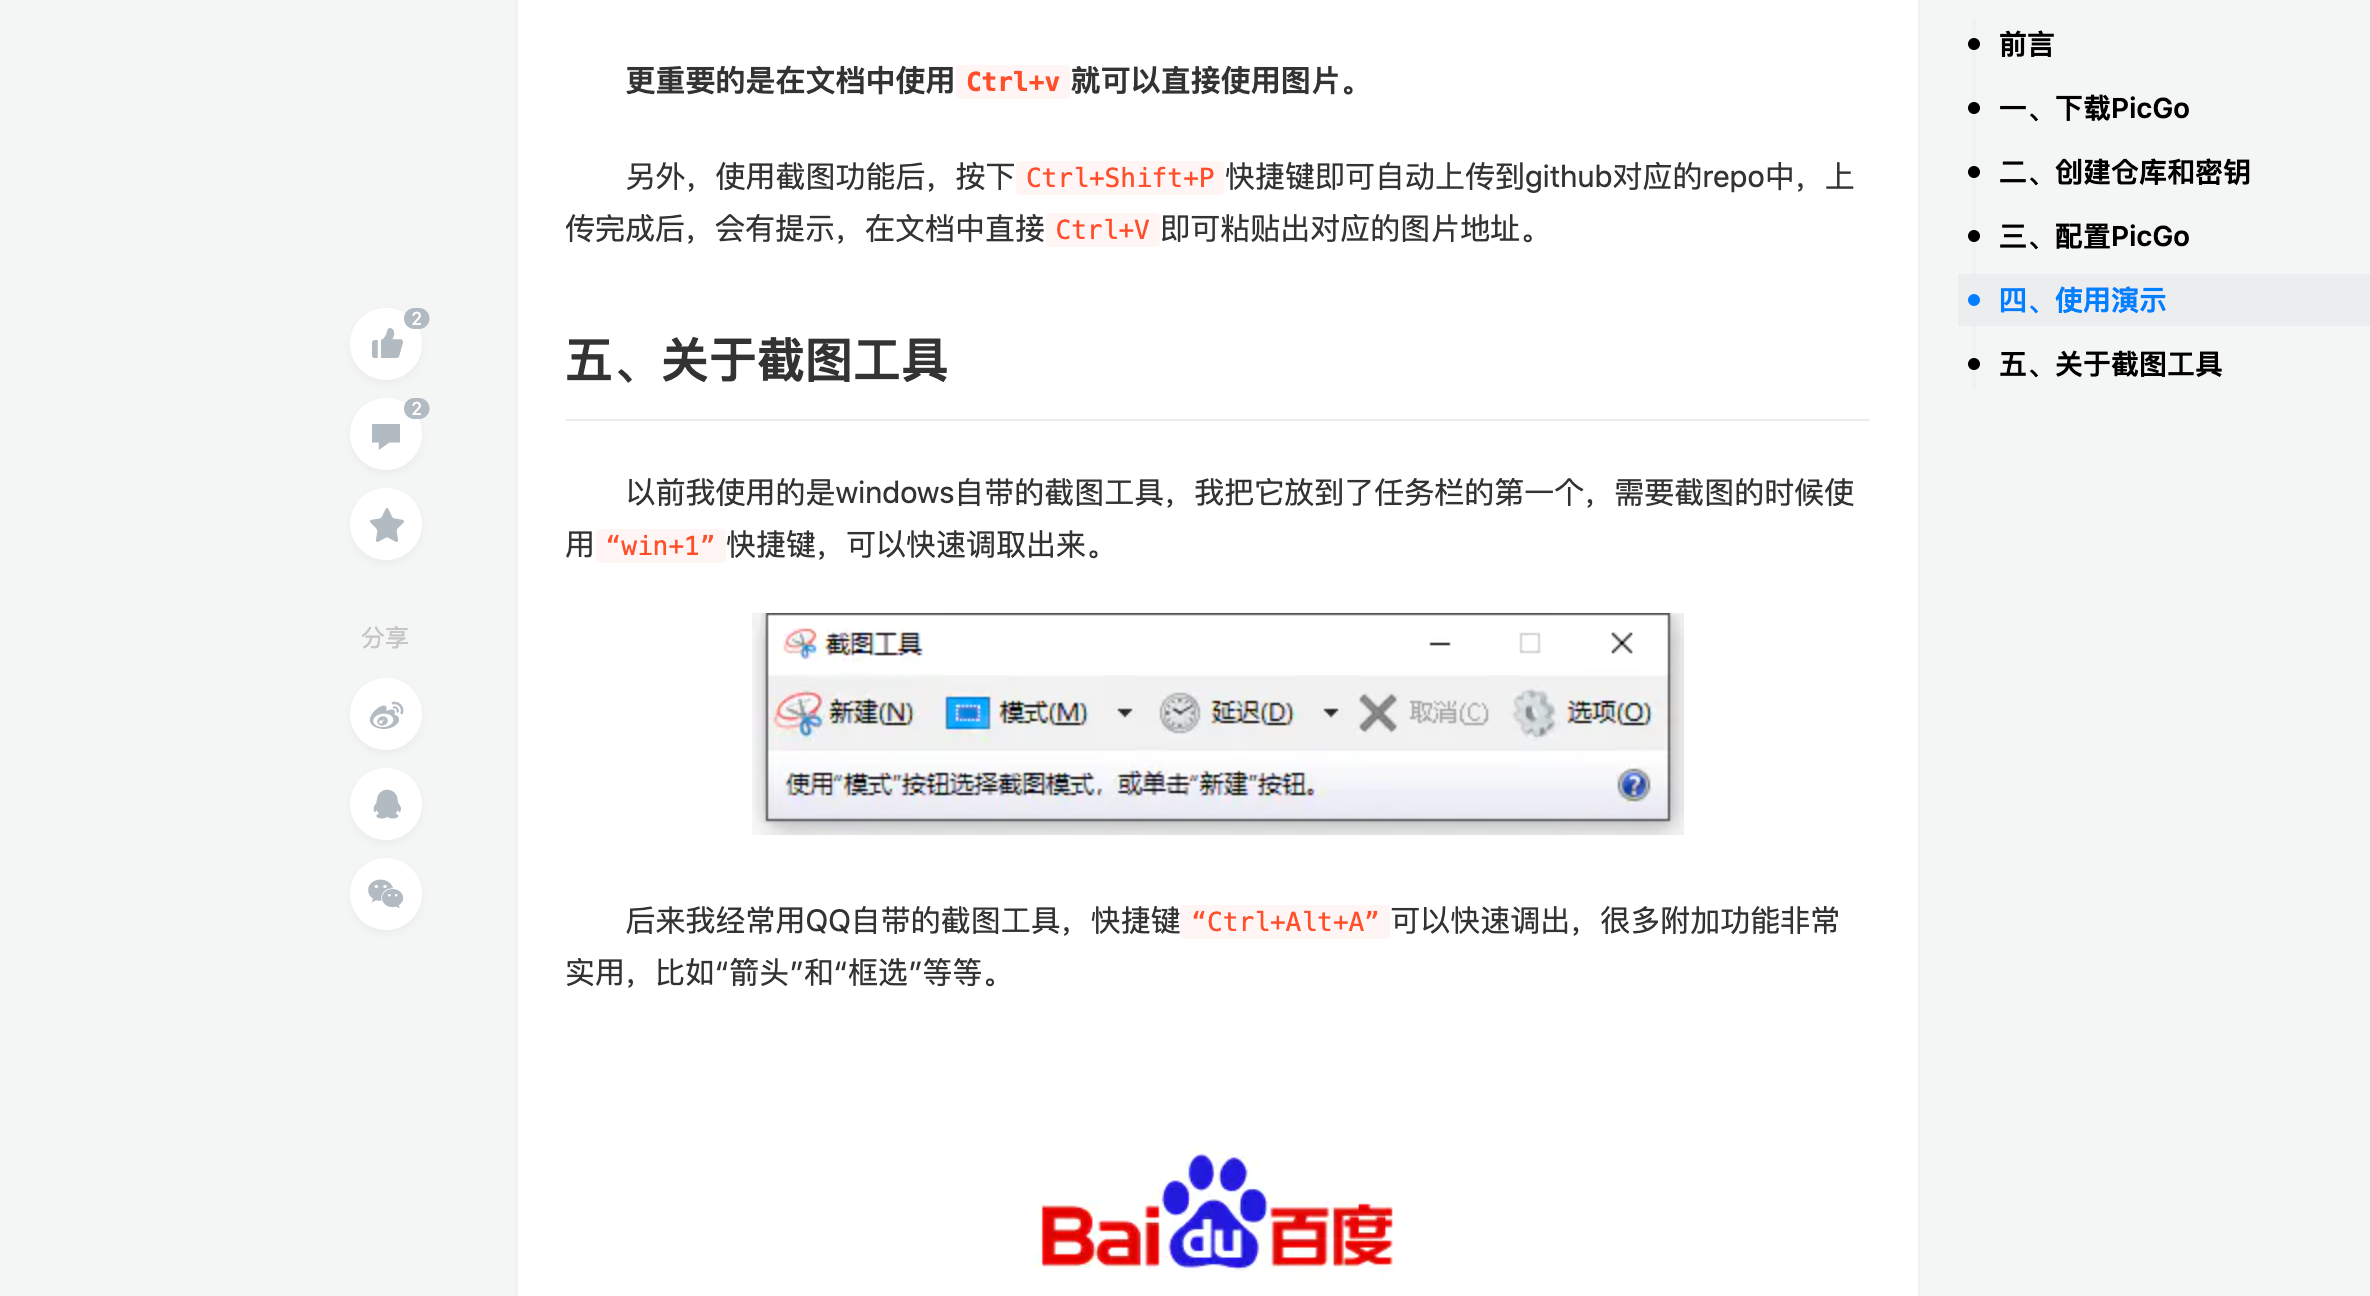 更重要的是在文档中使用 Ctrl+v 就可以直接使用图片。
另外，使用截图功能后，按下 Ctrl+Shift+P 快捷键即可自动上传到github对应的repo中，上
传完成后，会有提示，在文档中直接 Ctrl+V 即可粘贴出对应的图片地址。
五、关于截图工具
以前我使用的是windows自带的截图工具，我把它放到了任务栏的第一个，需要截图的时候使
用 “win+1” 快捷键，可以快速调取出来。
截图工具
新建(N) 模式(M) 延迟(D) 取消(C) 选项(O)
使用“模式”按钮选择截图模式，或单击“新建”按钮。
后来我经常用QQ自带的截图工具，快捷键 “Ctrl+Alt+A” 可以快速调出，很多附加功能非常
实用，比如“箭头”和“框选”等等。
Bai du 百度
2
2
分享
前言
一、下载PicGo
二、创建仓库和密钥
三、配置PicGo
四、使用演示
五、关于截图工具